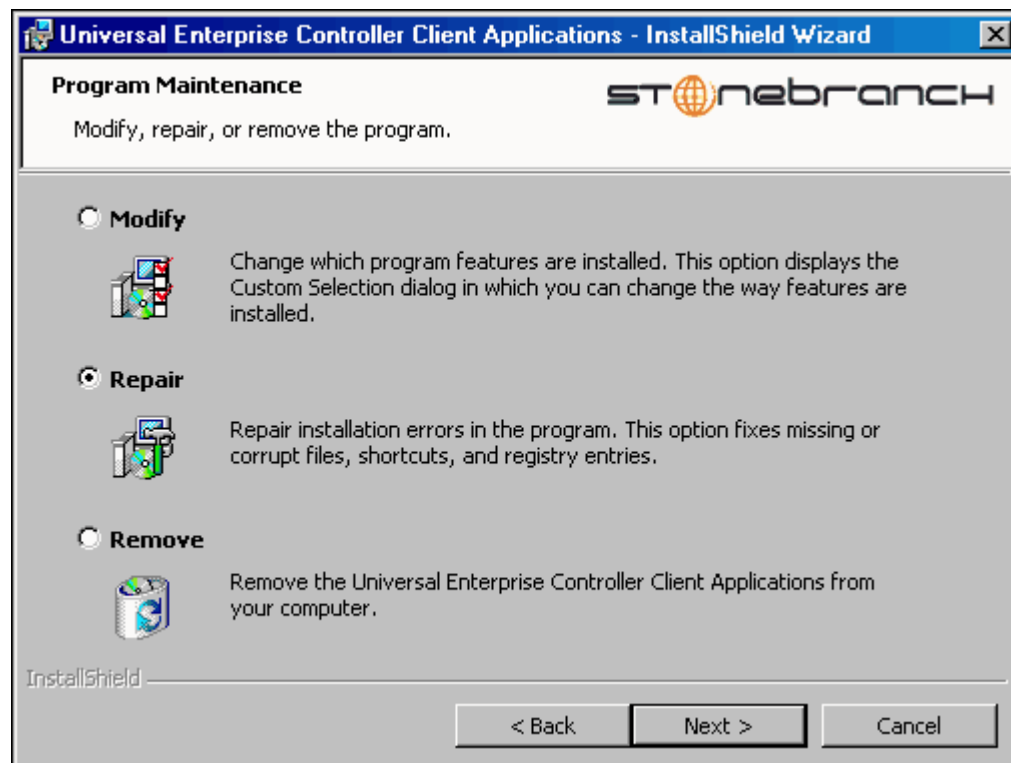 Universal Enterprise Controller Client Applications - InstallShield Wizard
Program Maintenance
stonebranch
Modify, repair, or remove the program.
Modify
Change which program features are installed. This option displays the
Custom Selection dialog in which you can change the way features are
installed.
Repair
Repair installation errors in the program. This option fixes missing or
corrupt files, shortcuts, and registry entries.
Remove
Remove the Universal Enterprise Controller Client Applications from
your computer.
InstallShield
< Back
Next >
Cancel